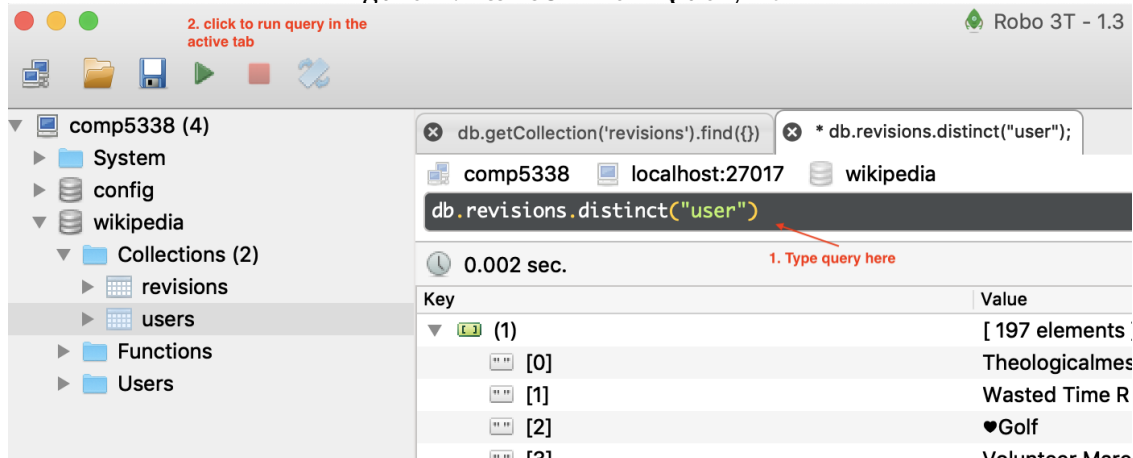 2. click to run query in the
active tab
Robo 3T - 1.3
comp5338 (4)
System
config
wikipedia
Collections (2)
revisions
users
Functions
Users
db.getCollection('revisions').find({})
* db.revisions.distinct("user");
comp5338 localhost:27017 wikipedia
db.revisions.distinct("user")
1. Type query here
0.002 sec.
Key Value
(1) [ 197 elements ]
[0] Theologicalmes
[1] Wasted Time R
[2] ♥Golf
[3] Volunteer Marc